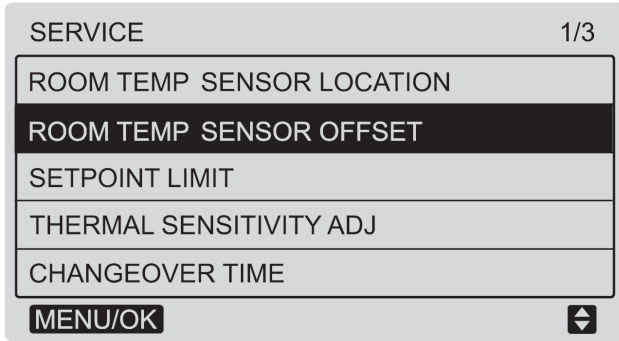 SERVICE 1/3
ROOM TEMP SENSOR LOCATION
ROOM TEMP SENSOR OFFSET
SETPOINT LIMIT
THERMAL SENSITIVITY ADJ
CHANGEOVER TIME
MENU/OK